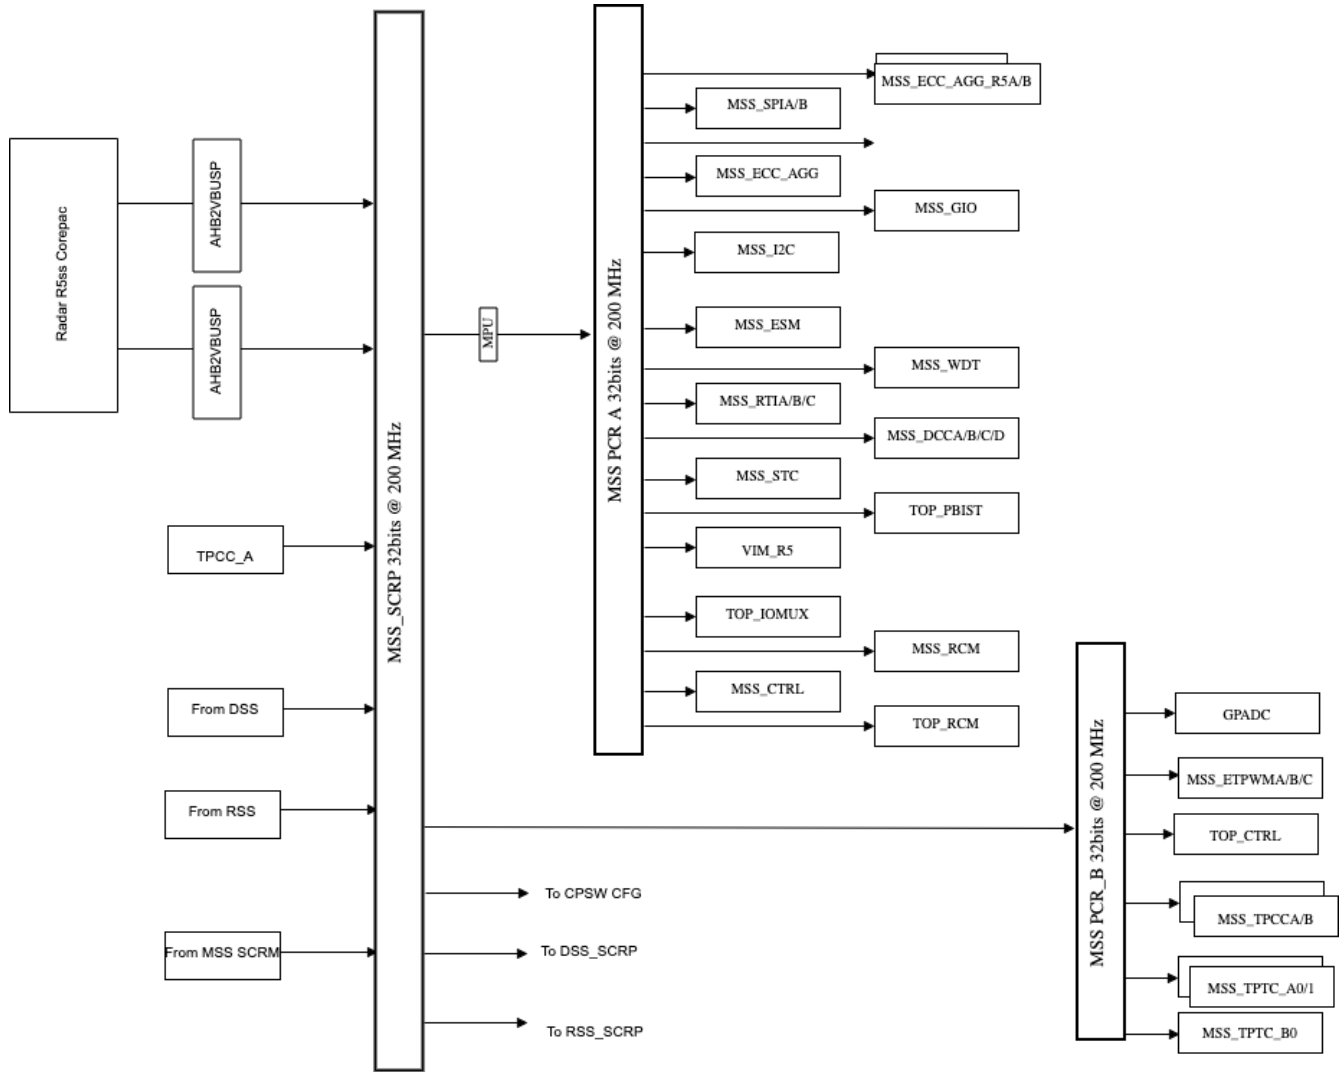 Radar R5ss Corepac
AHB2VBUSP
AHB2VBUSP
TPCC_A
From DSS
From RSS
From MSS SCRM
MSS_SCRP 32bits @ 200 MHz
MPU
To CPSW CFG
To DSS_SCRP
To RSS_SCRP
MSS PCR A 32bits @ 200 MHz
MSS_ECC_AGG_R5A/B
MSS_SPIA/B
MSS_ECC_AGG
MSS_GIO
MSS_I2C
MSS_ESM
MSS_WDT
MSS_RTIA/B/C
MSS_DCCA/B/C/D
MSS_STC
TOP_PBIST
VIM_R5
TOP_IOMUX
MSS_RCM
MSS_CTRL
TOP_RCM
MSS PCR_B 32bits @ 200 MHz
GPADC
MSS_ETPWMA/B/C
TOP_CTRL
MSS_TPCCA/B
MSS_TPTC_A0/1
MSS_TPTC_B0